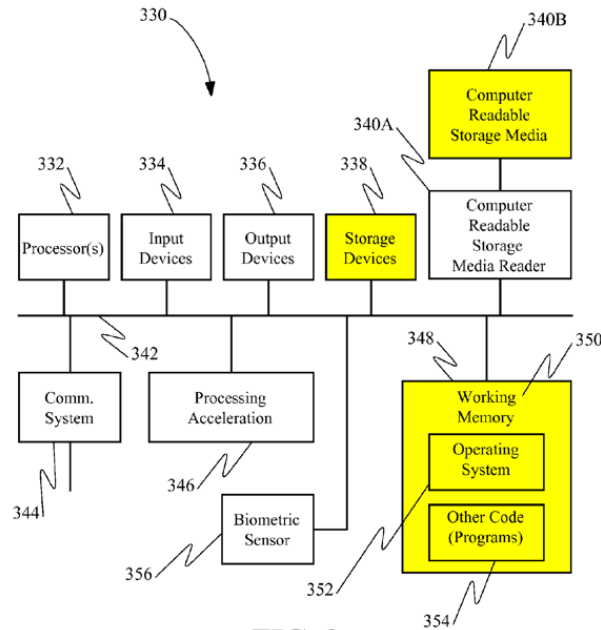 330
340B
Computer
Readable
Storage Media
340A
332
334
336
338
Processor(s)
Input
Devices
Output
Devices
Storage
Devices
Computer
Readable
Storage
Media Reader
342
348
350
Comm.
System
Processing
Acceleration
Working
Memory
Operating
System
Other Code
(Programs)
344
346
Biometric
Sensor
356
352
354